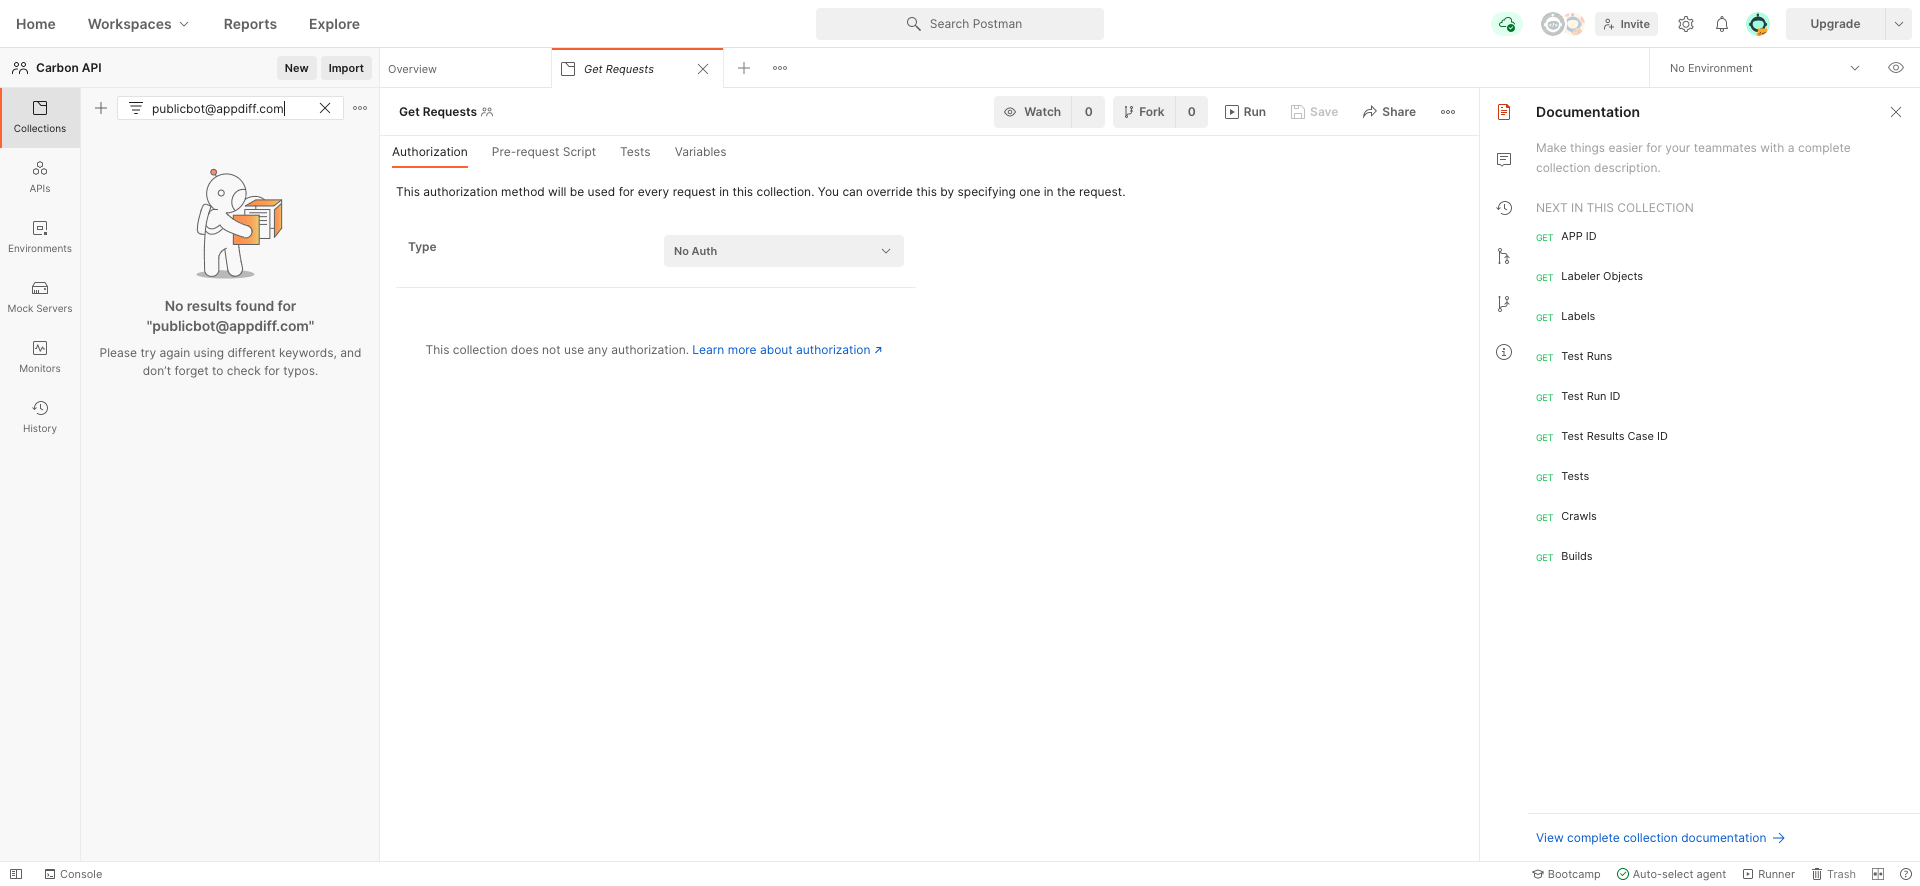 Home
Workspaces
Reports
Explore
Search Postman
Invite
Upgrade
Carbon API
New
Import
Overview
Get Requests
No Environment
Collections
APIs
Environments
Mock Servers
Monitors
History
publicbot@appdiff.com
No results found for
"publicbot@appdiff.com"
Please try again using different keywords, and
don't forget to check for typos.
Get Requests
Watch
0
Fork
0
Run
Save
Share
Authorization
Pre-request Script
Tests
Variables
This authorization method will be used for every request in this collection. You can override this by specifying one in the request.
Type
No Auth
This collection does not use any authorization. Learn more about authorization ↗
Documentation
Make things easier for your teammates with a complete
collection description.
NEXT IN THIS COLLECTION
GET APP ID
GET Labeler Objects
GET Labels
GET Test Runs
GET Test Run ID
GET Test Results Case ID
GET Tests
GET Crawls
GET Builds
View complete collection documentation →
Console
Bootcamp
Auto-select agent
Runner
Trash